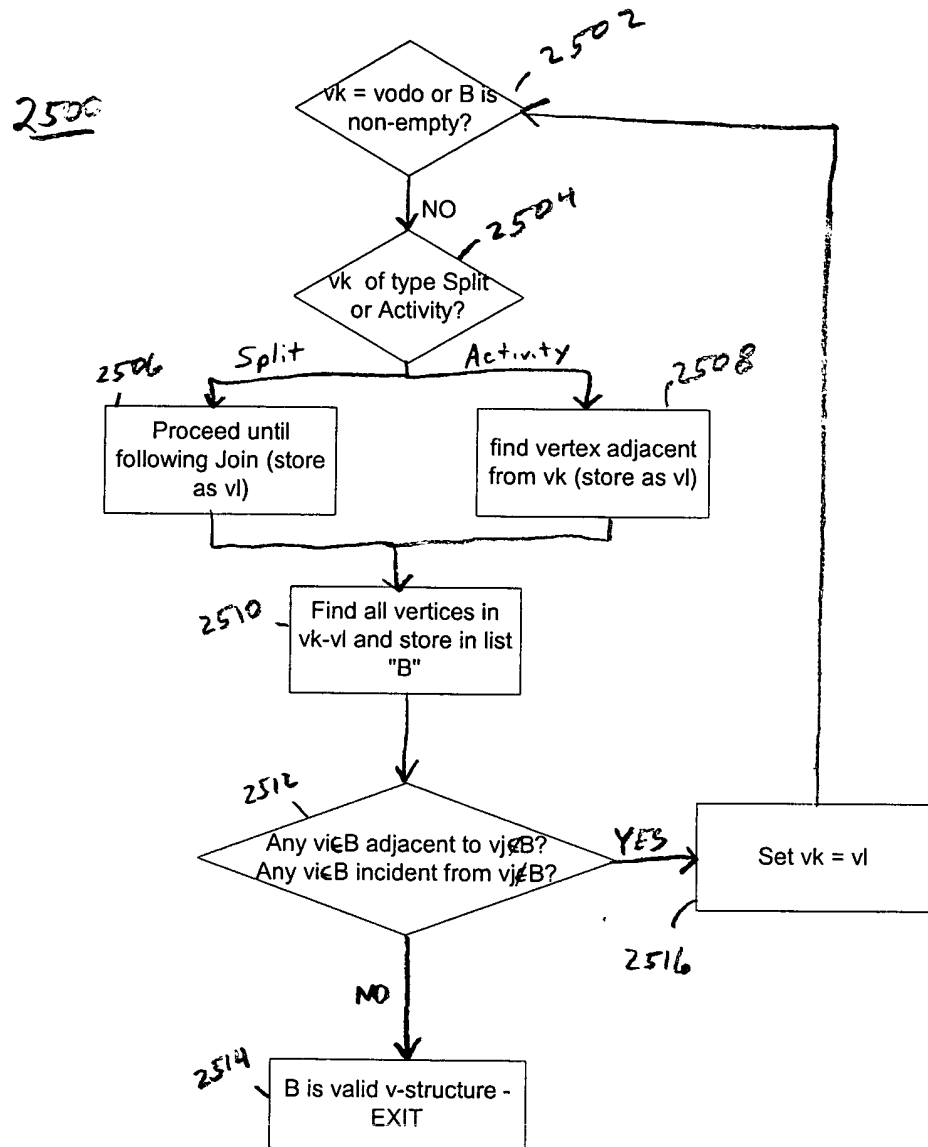 2500
2502
vk = vodo or B is
non-empty?
NO
2504
vk of type Split
or Activity?
Split
Activity
2506
2508
Proceed until
following Join (store
as vl)
find vertex adjacent
from vk (store as vl)
2510
Find all vertices in
vk-vl and store in list
"B"
2512
Any vi∈B adjacent to vj∉B?
Any vi∈B incident from vj∉B?
YES
Set vk = vl
2516
NO
2514
B is valid v-structure -
EXIT